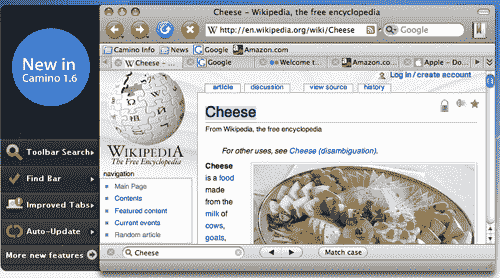 New in
Camino 1.6
Toolbar Search
Find Bar
Improved Tabs
Auto-Update
More new features
Cheese - Wikipedia, the free encyclopedia
http://en.wikipedia.org/wiki/Cheese
Google
Camino Info
News
Google
Amazon.com
Cheese -
Google
Welcome t
Amazon.co
Apple – Do
Log in / create account
article
discussion
view source
history
WIKIPEDIA
The Free Encyclopedia
navigation
Main Page
Contents
Featured content
Current events
Random article
Cheese
From Wikipedia, the free encyclopedia
For other uses, see Cheese (disambiguation).
Cheese
is a food
made
from the
milk of
cows,
goats,
Cheese
Match case